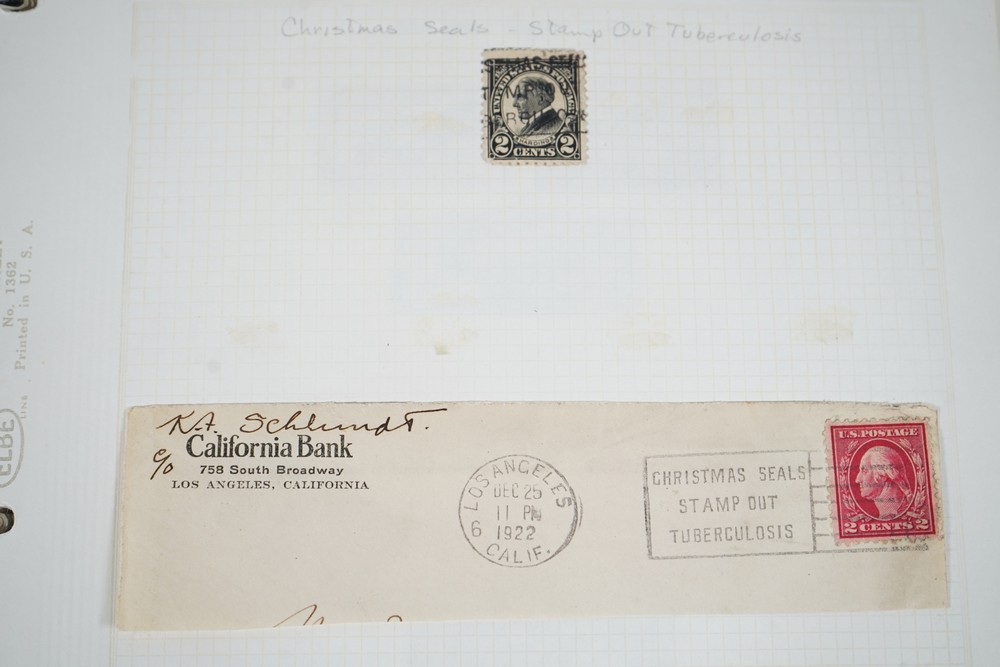 Christmas Seals - Stamp Out Tuberculosis
UNITED STATES POSTAGE
HARDING
2 CENTS 2
No. 1362
Printed in U. S. A.
LINE
ELBE
California Bank
c/o
758 South Broadway
LOS ANGELES, CALIFORNIA
LOS ANGELES
DEC 25
11 PM
1922
6
CALIF.
CHRISTMAS SEALS
STAMP OUT
TUBERCULOSIS
U.S. POSTAGE
2 CENTS 2